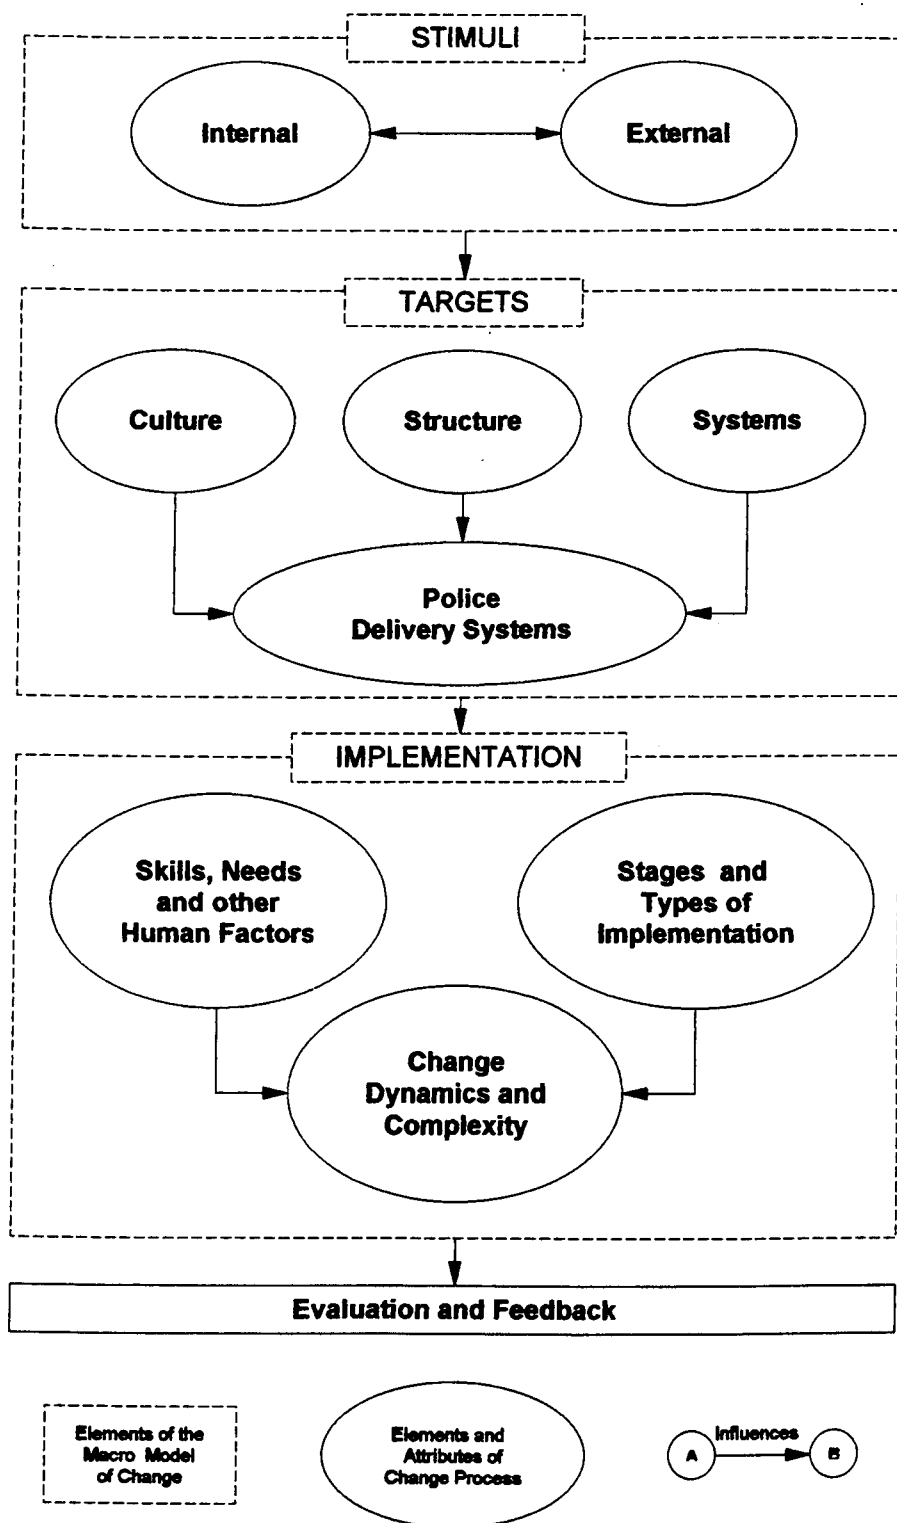 STIMULI
Internal
External
TARGETS
Culture
Structure
Systems
Police
Delivery Systems
IMPLEMENTATION
Skills, Needs
and other
Human Factors
Stages and
Types of
Implementation
Change
Dynamics and
Complexity
Evaluation and Feedback
Elements of the
Macro Model
of Change
Elements and
Attributes of
Change Process
Influences
A
B